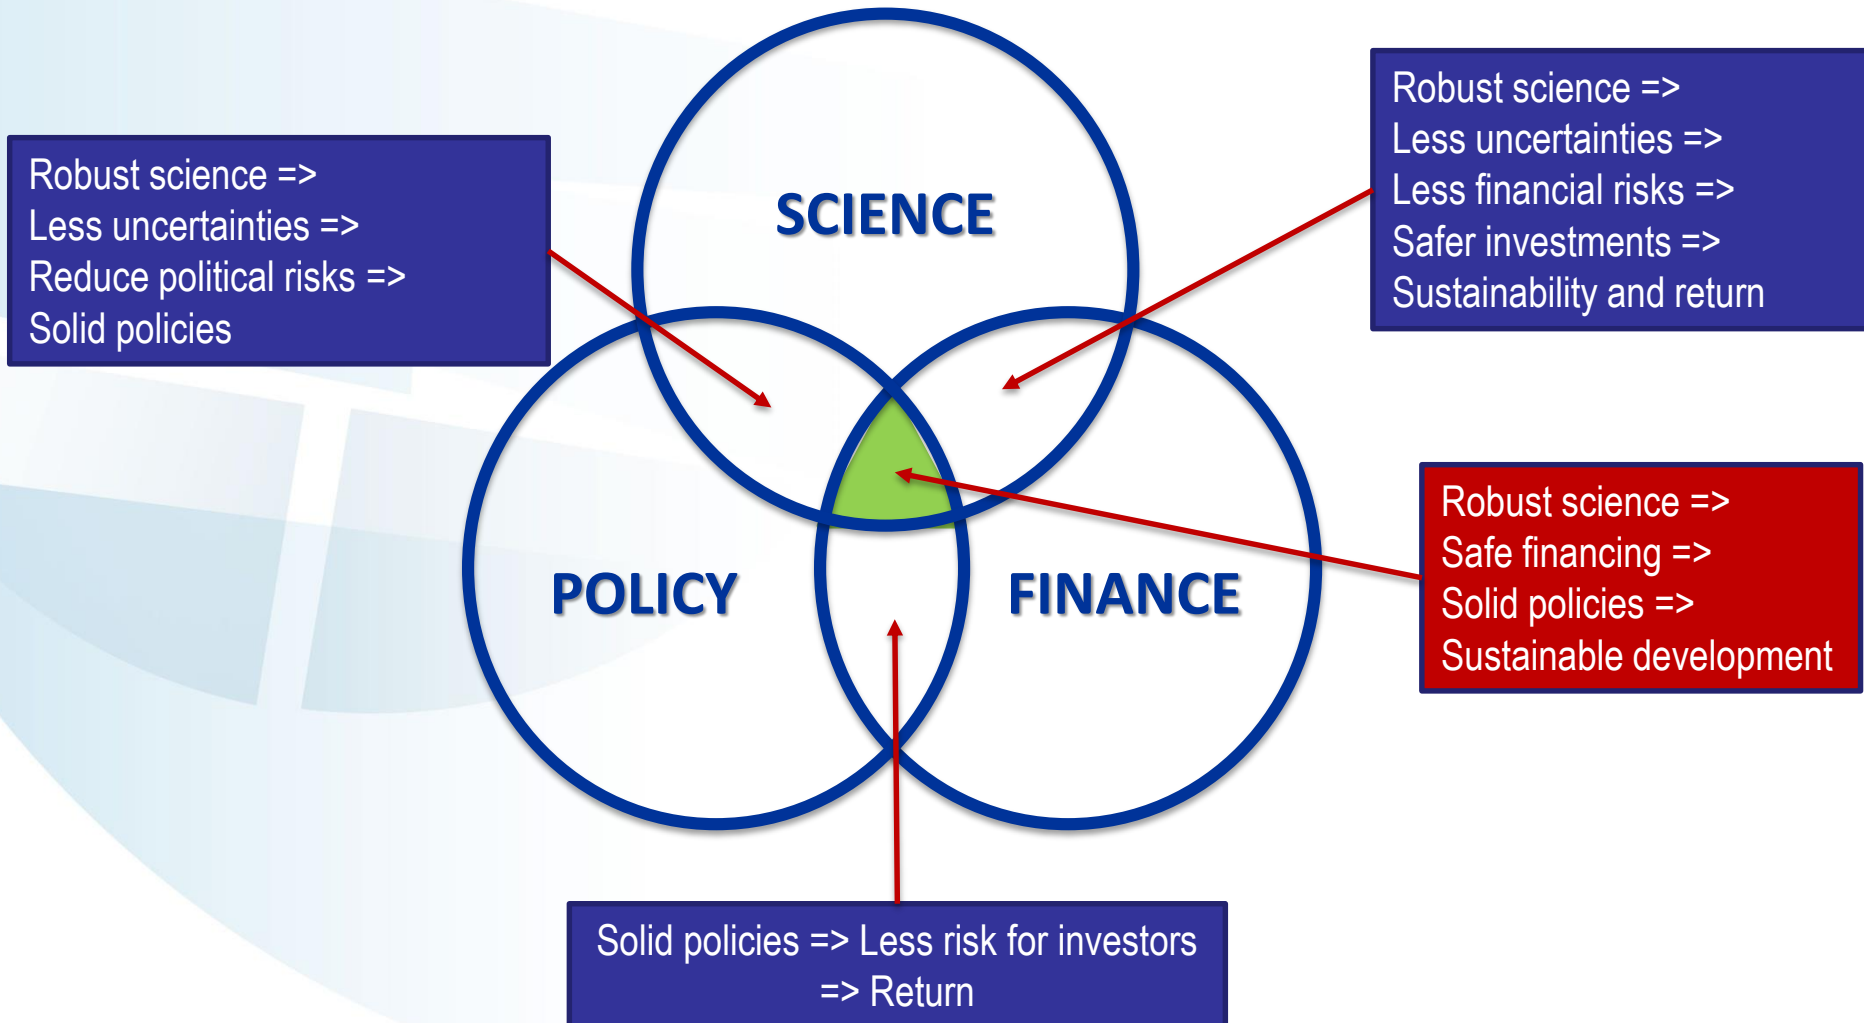 SCIENCE
Robust science =>
Less uncertainties =>
Reduce political risks =>
Solid policies
Robust science =>
Less uncertainties =>
Less financial risks =>
Safer investments =>
Sustainability and return
POLICY
FINANCE
Robust science =>
Safe financing =>
Solid policies =>
Sustainable development
Solid policies => Less risk for investors
=> Return